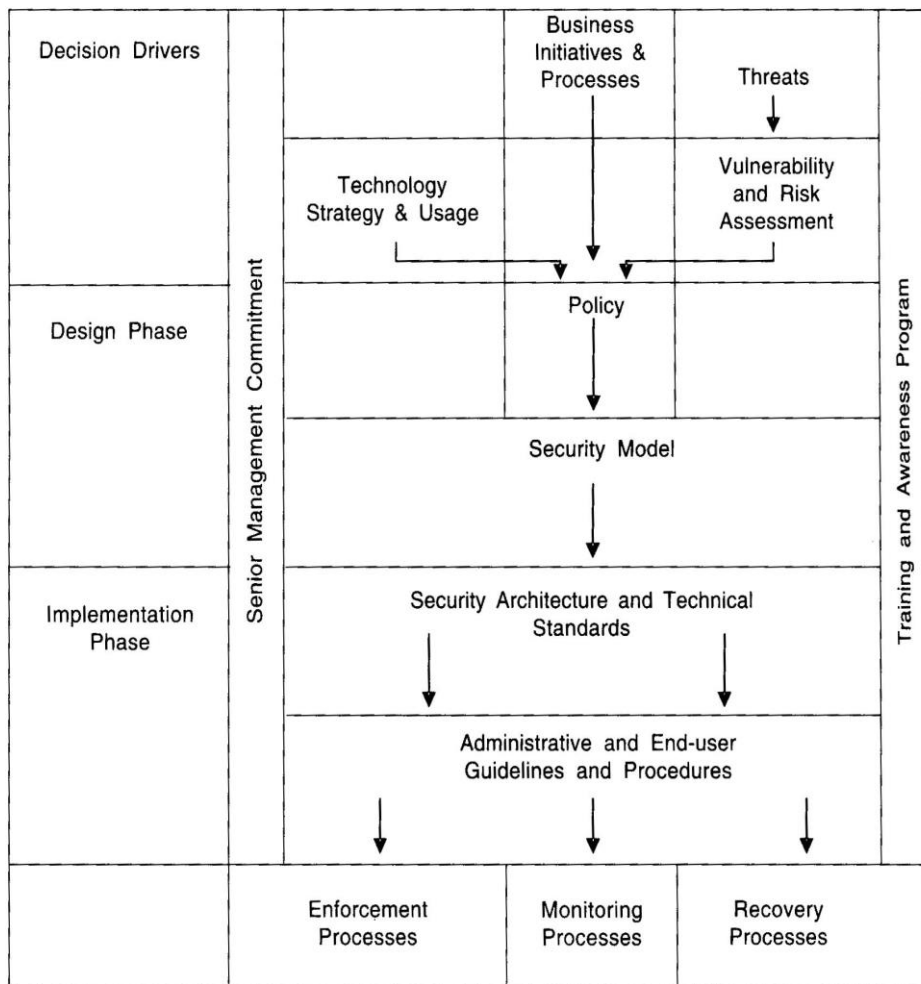 Decision Drivers
Business
Initiatives &
Processes
Threats
Technology
Strategy & Usage
Vulnerability
and Risk
Assessment
Senior Management Commitment
Training and Awareness Program
Design Phase
Policy
Security Model
Implementation
Phase
Security Architecture and Technical
Standards
Administrative and End-user
Guidelines and Procedures
Enforcement
Processes
Monitoring
Processes
Recovery
Processes